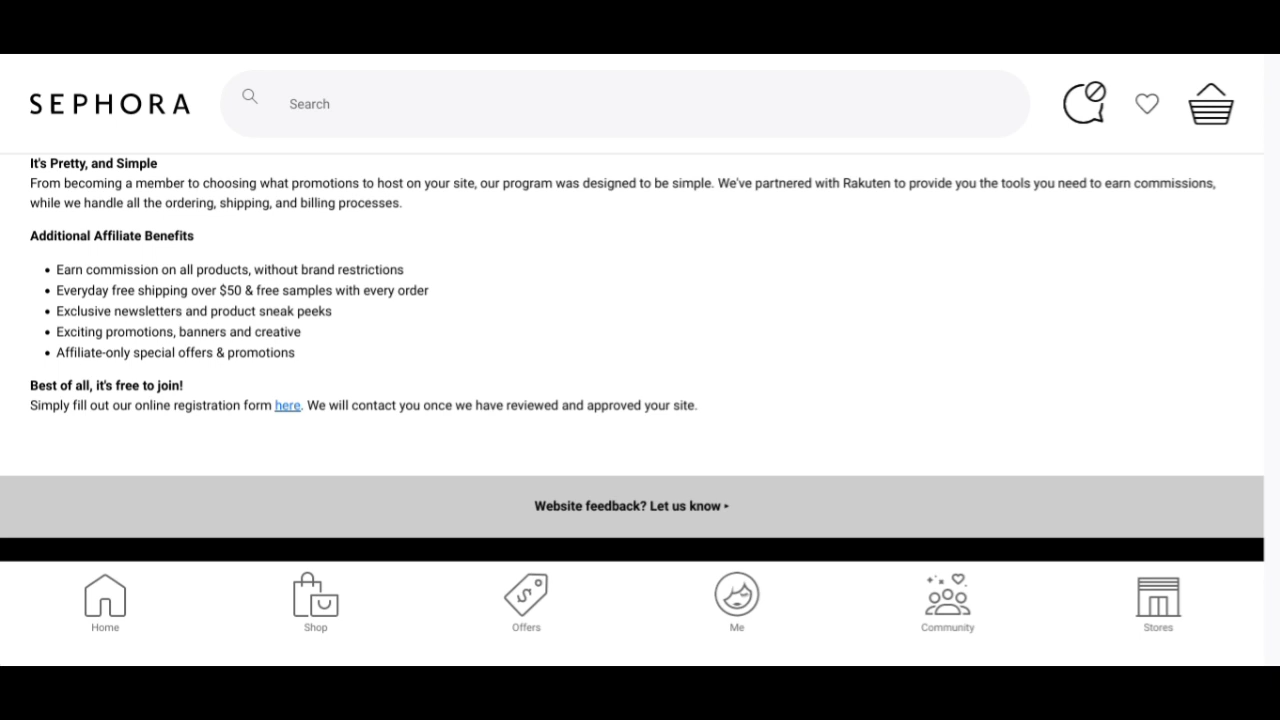 SEPHORA
Search
It's Pretty, and Simple
From becoming a member to choosing what promotions to host on your site, our program was designed to be simple. We've partnered with Rakuten to provide you the tools you need to earn commissions,
while we handle all the ordering, shipping, and billing processes.
Additional Affiliate Benefits
• Earn commission on all products, without brand restrictions
• Everyday free shipping over $50 & free samples with every order
• Exclusive newsletters and product sneak peeks
• Exciting promotions, banners and creative
• Affiliate-only special offers & promotions
Best of all, it's free to join!
Simply fill out our online registration form here. We will contact you once we have reviewed and approved your site.
Website feedback? Let us know ▸
Home Shop Offers Me Community Stores